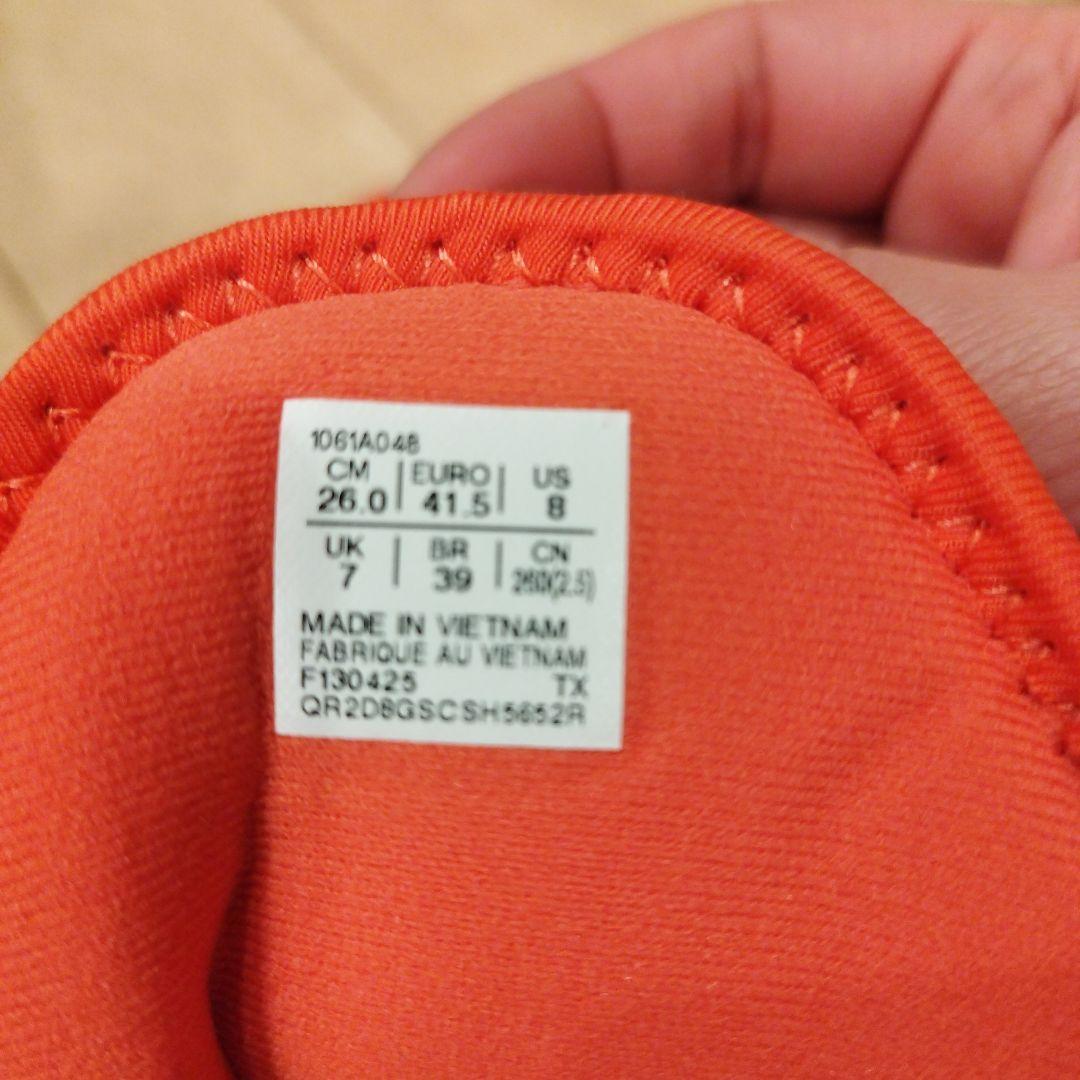 1061A048
CM | EURO | US
26.0 | 41.5 | 8
UK | BR | CN
7 | 39 | 260(2.5)
MADE IN VIETNAM
FABRIQUE AU VIETNAM
F130425 TX
QR2D8GSCSH5652R